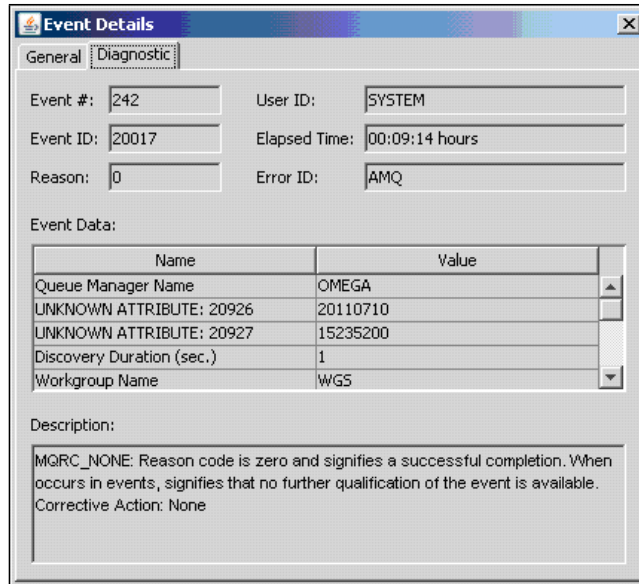 Event Details
General Diagnostic
Event #: 242 User ID: SYSTEM
Event ID: 20017 Elapsed Time: 00:09:14 hours
Reason: 0 Error ID: AMQ
Event Data:
Name Value
Queue Manager Name OMEGA
UNKNOWN ATTRIBUTE: 20926 20110710
UNKNOWN ATTRIBUTE: 20927 15235200
Discovery Duration (sec.) 1
Workgroup Name WGS
Description:
MQRC_NONE: Reason code is zero and signifies a successful completion. When
occurs in events, signifies that no further qualification of the event is available.
Corrective Action: None